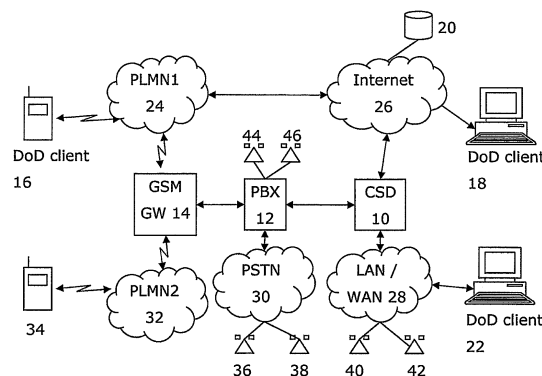 20
PLMN1
24
Internet
26
DoD client
16
44 46
DoD client
18
GSM
GW 14
PBX
12
CSD
10
PLMN2
32
34
PSTN
30
LAN /
WAN 28
DoD client
22
36 38 40 42